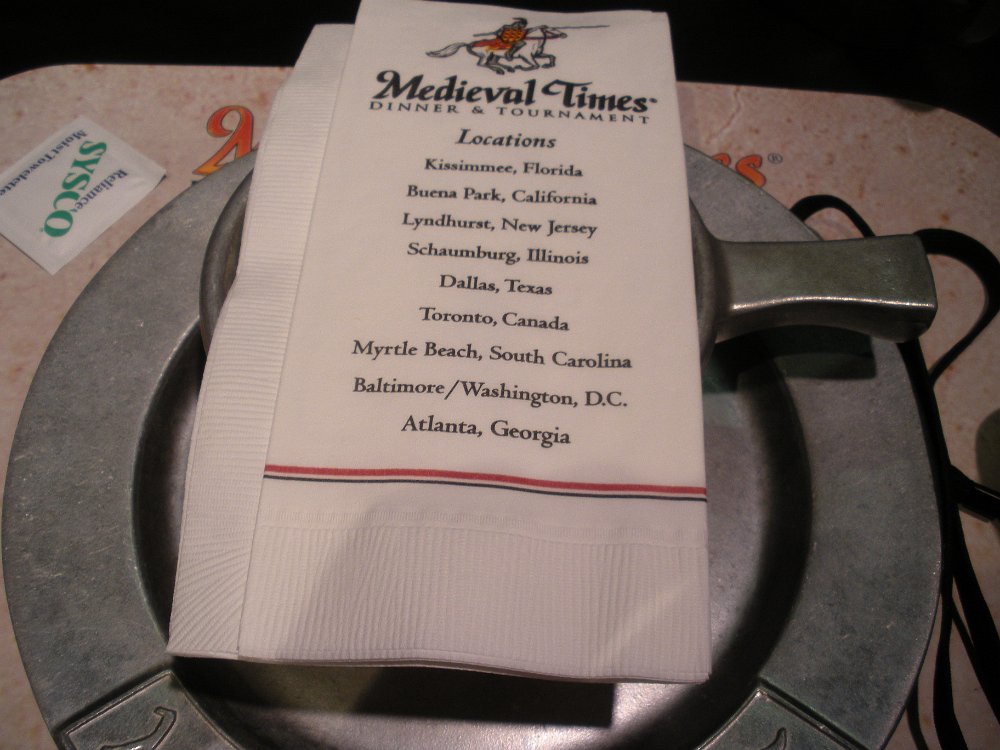 Medieval Times
DINNER & TOURNAMENT
Locations
Kissimmee, Florida
Buena Park, California
Lyndhurst, New Jersey
Schaumburg, Illinois
Dallas, Texas
Toronto, Canada
Myrtle Beach, South Carolina
Baltimore/Washington, D.C.
Atlanta, Georgia
Reliance
SYSCO
MoistTowelette